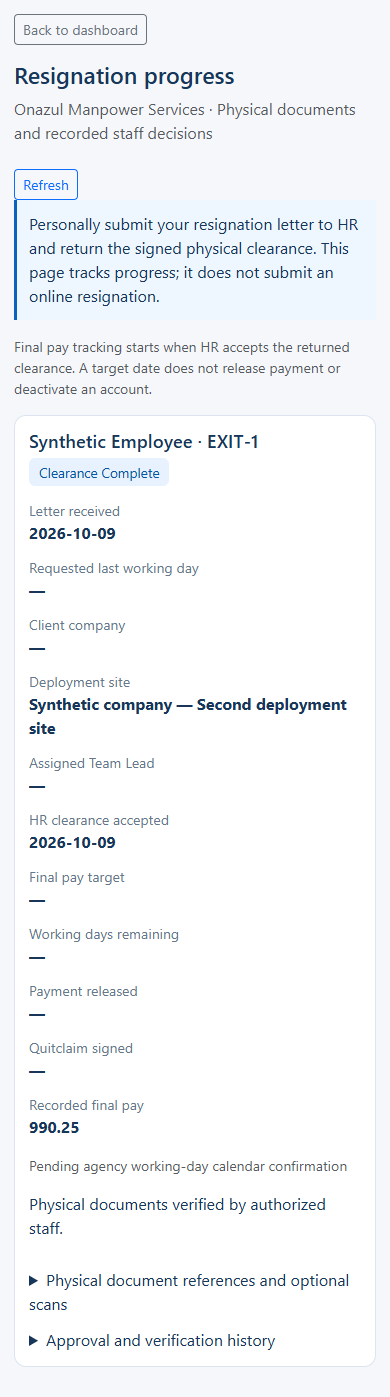 Back to dashboard
Resignation progress
Onazul Manpower Services · Physical documents
and recorded staff decisions
Refresh
Personally submit your resignation letter to HR
and return the signed physical clearance. This
page tracks progress; it does not submit an
online resignation.
Final pay tracking starts when HR accepts the returned
clearance. A target date does not release payment or
deactivate an account.
Synthetic Employee · EXIT-1
Clearance Complete
Letter received
2026-10-09
Requested last working day
—
Client company
—
Deployment site
Synthetic company — Second deployment
site
Assigned Team Lead
—
HR clearance accepted
2026-10-09
Final pay target
—
Working days remaining
—
Payment released
—
Quitclaim signed
—
Recorded final pay
990.25
Pending agency working-day calendar confirmation
Physical documents verified by authorized
staff.
▶ Physical document references and optional
scans
▶ Approval and verification history